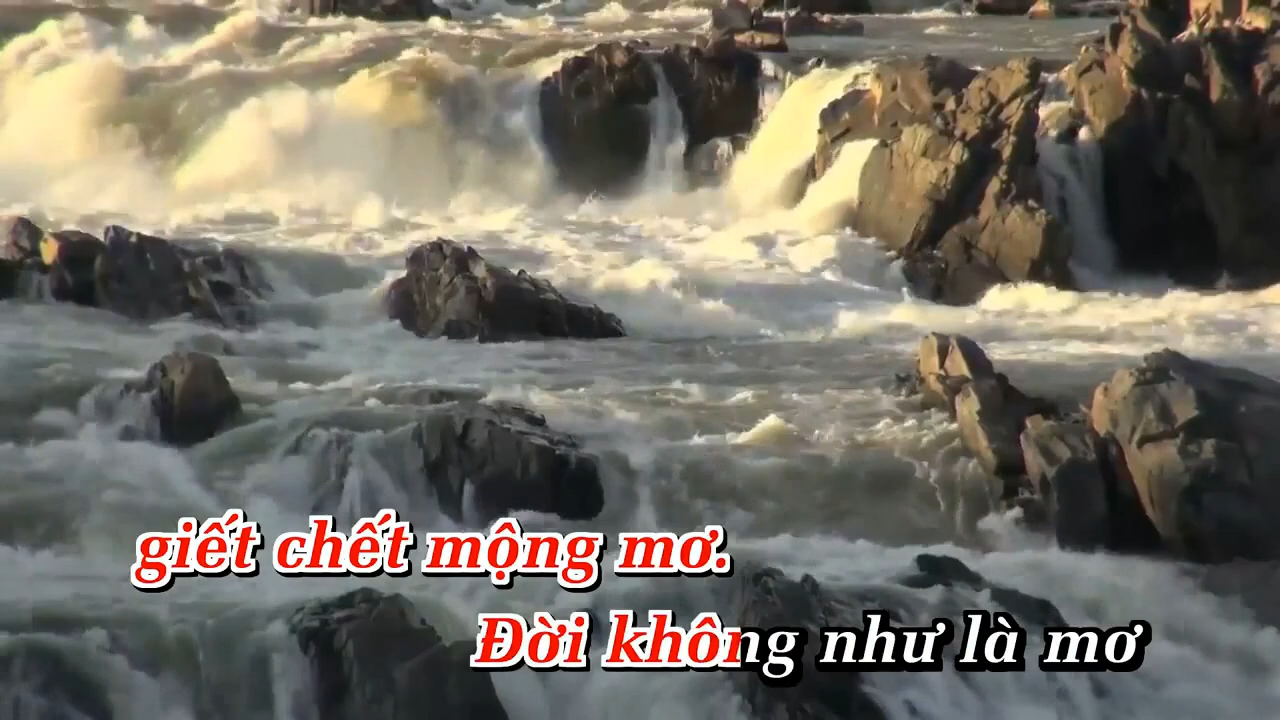 giết chết mộng mơ.
Đời không như là mơ